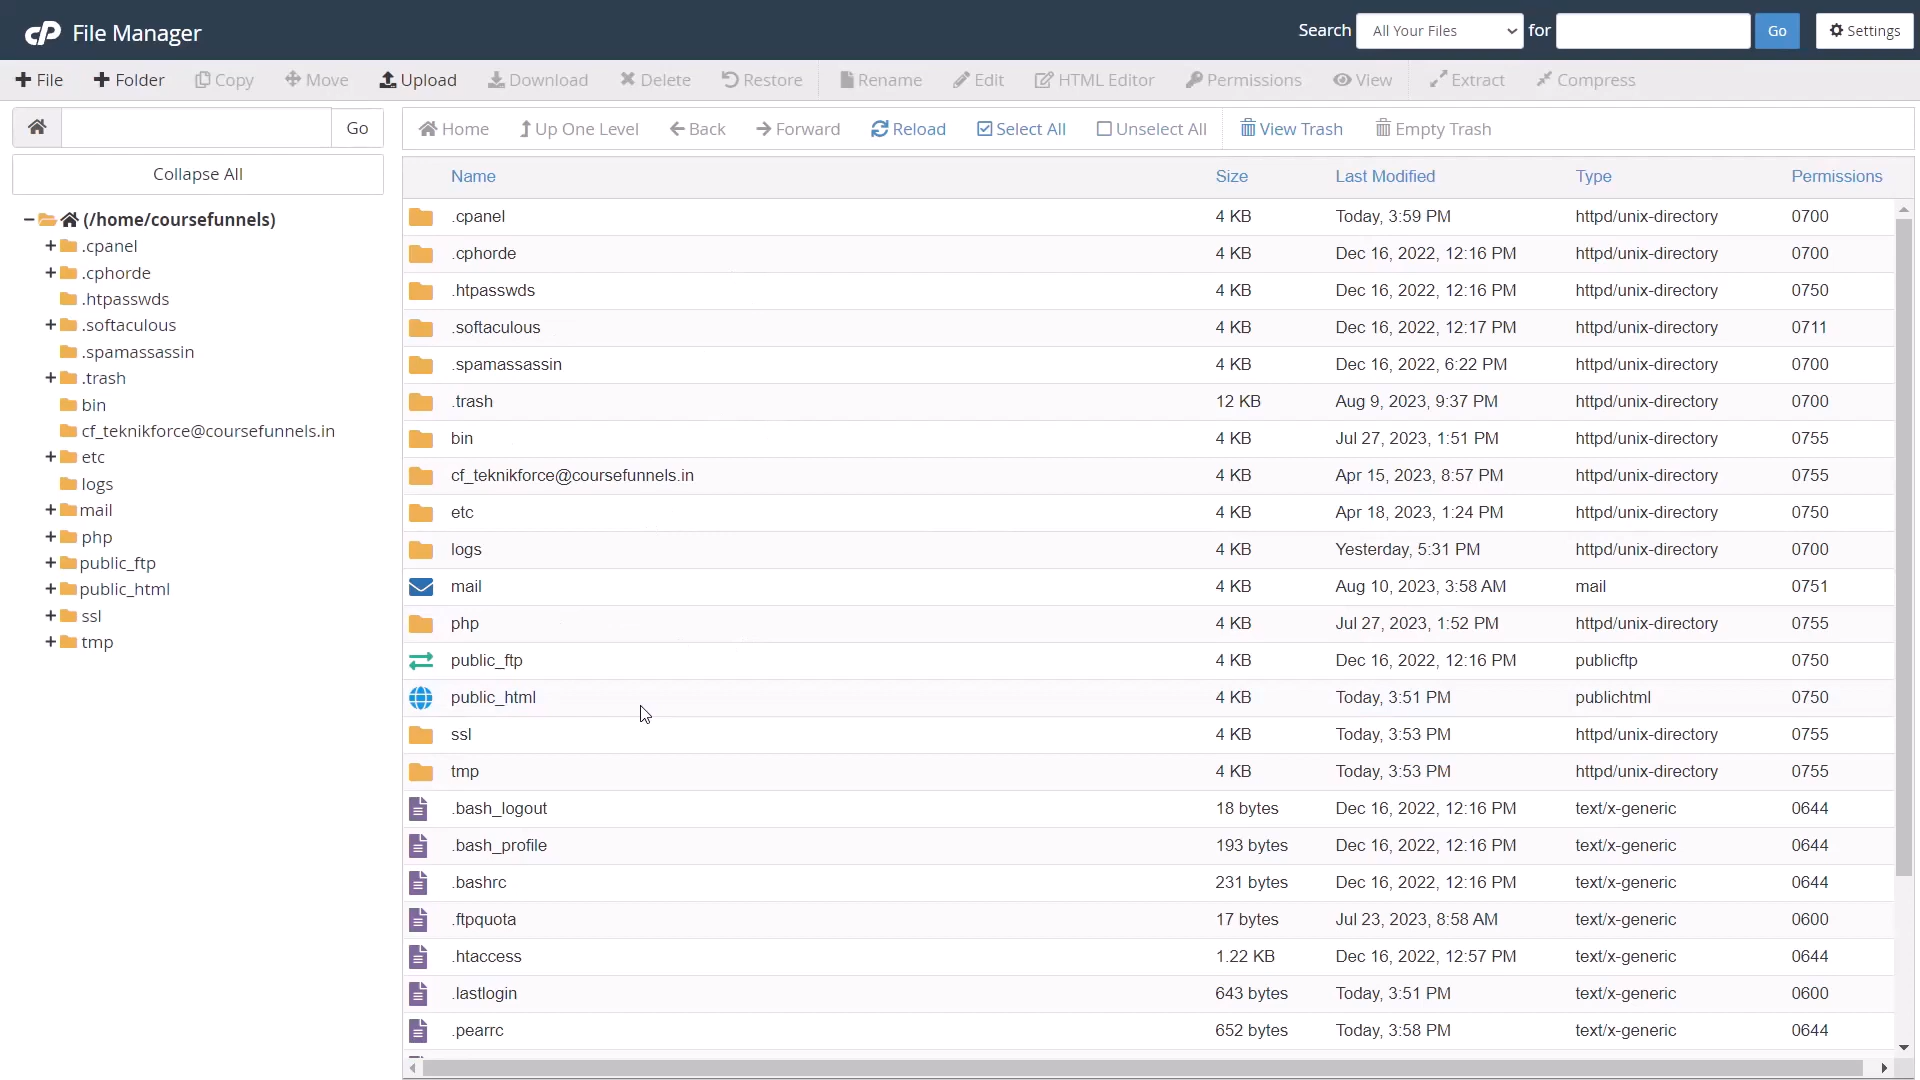 cP File Manager
Search All Your Files for Go Settings
File Folder Copy Move Upload Download Delete Restore Rename Edit HTML Editor Permissions View Extract Compress
Go
Home Up One Level Back Forward Reload Select All Unselect All View Trash Empty Trash
Collapse All
(/home/coursefunnels)
.cpanel
.cphorde
.htpasswds
.softaculous
.spamassassin
.trash
bin
cf_teknikforce@coursefunnels.in
etc
logs
mail
php
public_ftp
public_html
ssl
tmp
Name Size Last Modified Type Permissions
.cpanel 4 KB Today, 3:59 PM httpd/unix-directory 0700
.cphorde 4 KB Dec 16, 2022, 12:16 PM httpd/unix-directory 0700
.htpasswds 4 KB Dec 16, 2022, 12:16 PM httpd/unix-directory 0750
.softaculous 4 KB Dec 16, 2022, 12:17 PM httpd/unix-directory 0711
.spamassassin 4 KB Dec 16, 2022, 6:22 PM httpd/unix-directory 0700
.trash 12 KB Aug 9, 2023, 9:37 PM httpd/unix-directory 0700
bin 4 KB Jul 27, 2023, 1:51 PM httpd/unix-directory 0755
cf_teknikforce@coursefunnels.in 4 KB Apr 15, 2023, 8:57 PM httpd/unix-directory 0755
etc 4 KB Apr 18, 2023, 1:24 PM httpd/unix-directory 0750
logs 4 KB Yesterday, 5:31 PM httpd/unix-directory 0700
mail 4 KB Aug 10, 2023, 3:58 AM mail 0751
php 4 KB Jul 27, 2023, 1:52 PM httpd/unix-directory 0755
public_ftp 4 KB Dec 16, 2022, 12:16 PM publicftp 0750
public_html 4 KB Today, 3:51 PM publichtml 0750
ssl 4 KB Today, 3:53 PM httpd/unix-directory 0755
tmp 4 KB Today, 3:53 PM httpd/unix-directory 0755
.bash_logout 18 bytes Dec 16, 2022, 12:16 PM text/x-generic 0644
.bash_profile 193 bytes Dec 16, 2022, 12:16 PM text/x-generic 0644
.bashrc 231 bytes Dec 16, 2022, 12:16 PM text/x-generic 0644
.ftpquota 17 bytes Jul 23, 2023, 8:58 AM text/x-generic 0600
.htaccess 1.22 KB Dec 16, 2022, 12:57 PM text/x-generic 0644
.lastlogin 643 bytes Today, 3:51 PM text/x-generic 0600
.pearrc 652 bytes Today, 3:58 PM text/x-generic 0644